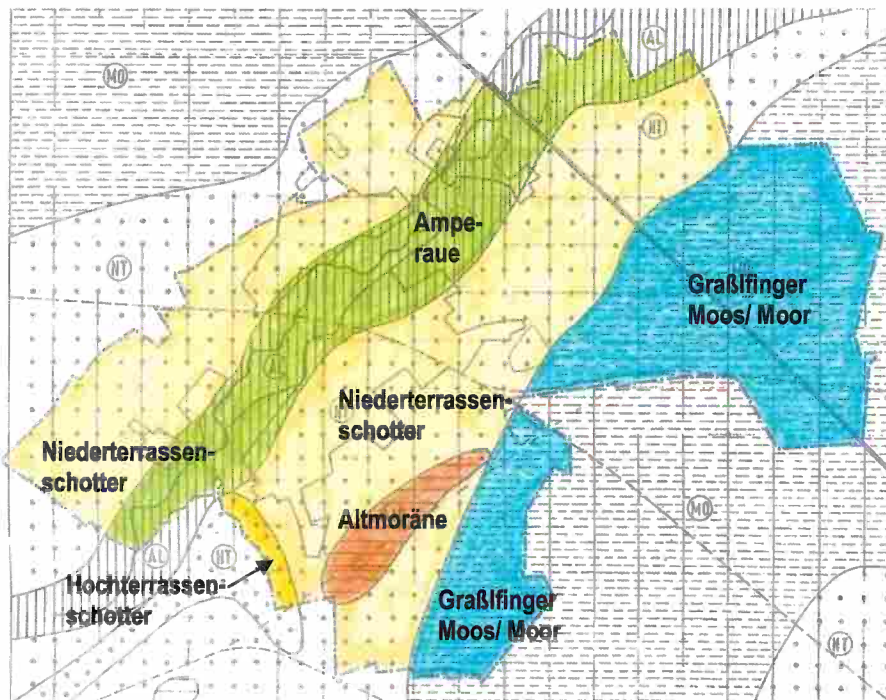 AL
MO
NT
Ampe-
raue
Graßlfinger
Moos/ Moor
NT
AL
Niederterrassen-
schotter
Niederterrassen-
schotter
Altmoräne
MO
AL
HT
Hochterrassen-
schotter
Graßlfinger
Moos/ Moor
NT